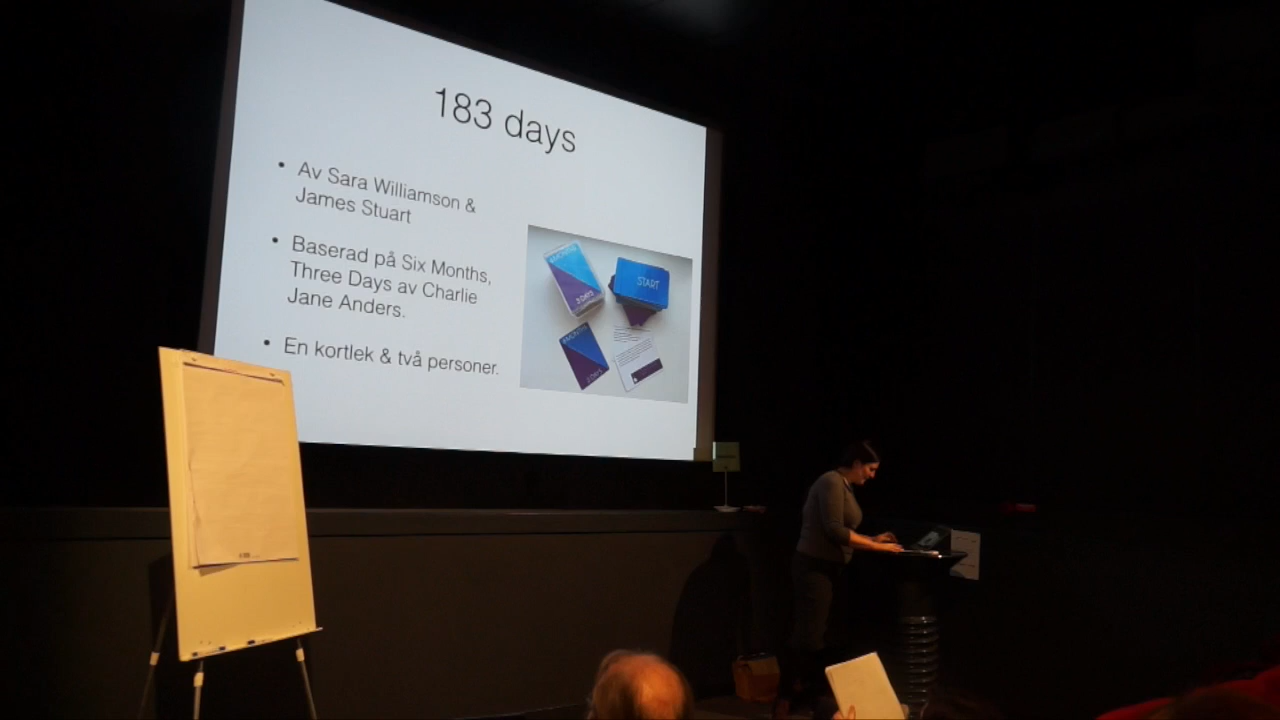 183 days
• Av Sara Williamson &
James Stuart
• Baserad på Six Months,
Three Days av Charlie
Jane Anders.
• En kortlek & två personer.
START